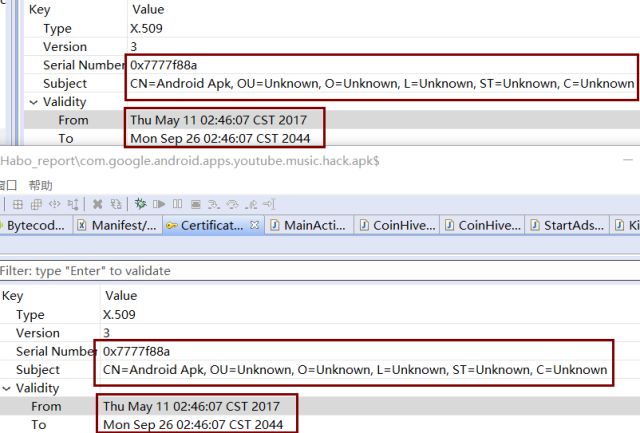 Key Value
Type X.509
Version 3
Serial Number 0x7777f88a
Subject CN=Android Apk, OU=Unknown, O=Unknown, L=Unknown, ST=Unknown, C=Unknown
Validity
From Thu May 11 02:46:07 CST 2017
To Mon Sep 26 02:46:07 CST 2044
Habo_report\com.google.android.apps.youtube.music.hack.apk$
窗口 帮助
Bytecod... Manifest/... Certificat... MainActi... CoinHive... CoinHive... StartAds... Ki
Filter: type "Enter" to validate
Key Value
Type X.509
Version 3
Serial Number 0x7777f88a
Subject CN=Android Apk, OU=Unknown, O=Unknown, L=Unknown, ST=Unknown, C=Unknown
Validity
From Thu May 11 02:46:07 CST 2017
To Mon Sep 26 02:46:07 CST 2044